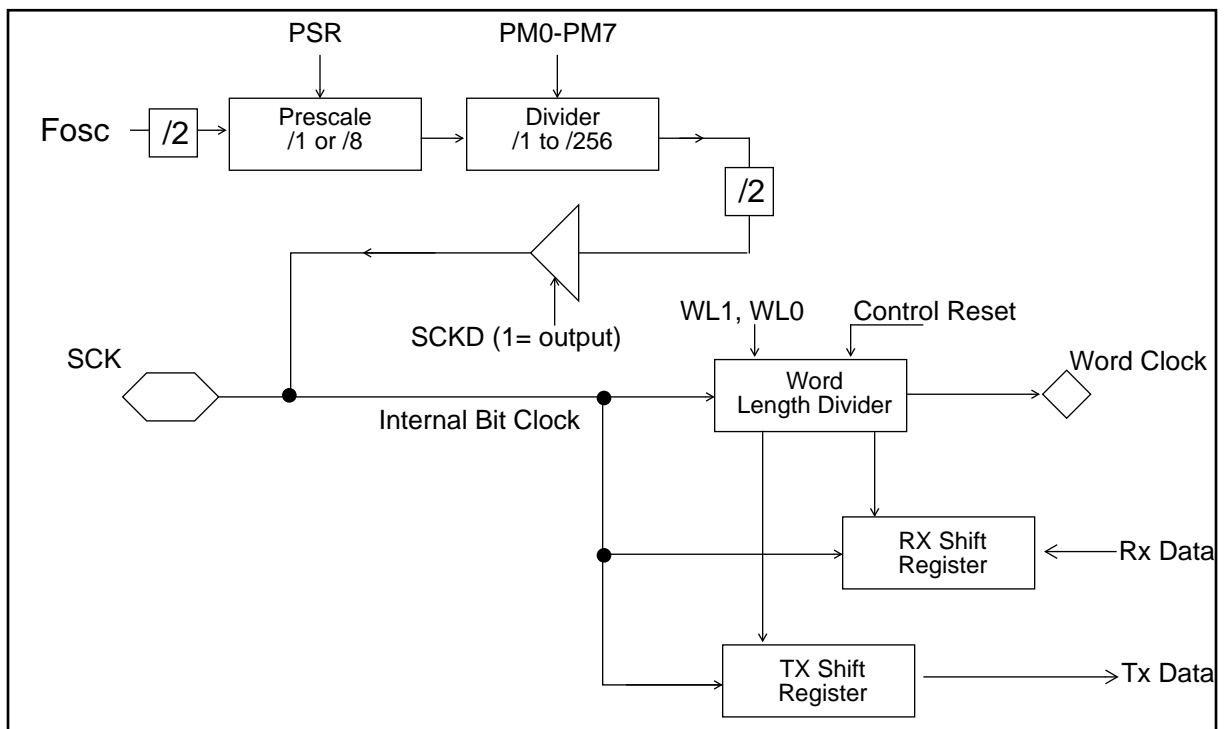 PSR
PM0-PM7
Fosc
/2
Prescale
/1 or /8
Divider
/1 to /256
/2
SCKD (1= output)
WL1, WL0
Control Reset
SCK
Word
Length Divider
Word Clock
Internal Bit Clock
RX Shift
Register
Rx Data
TX Shift
Register
Tx Data